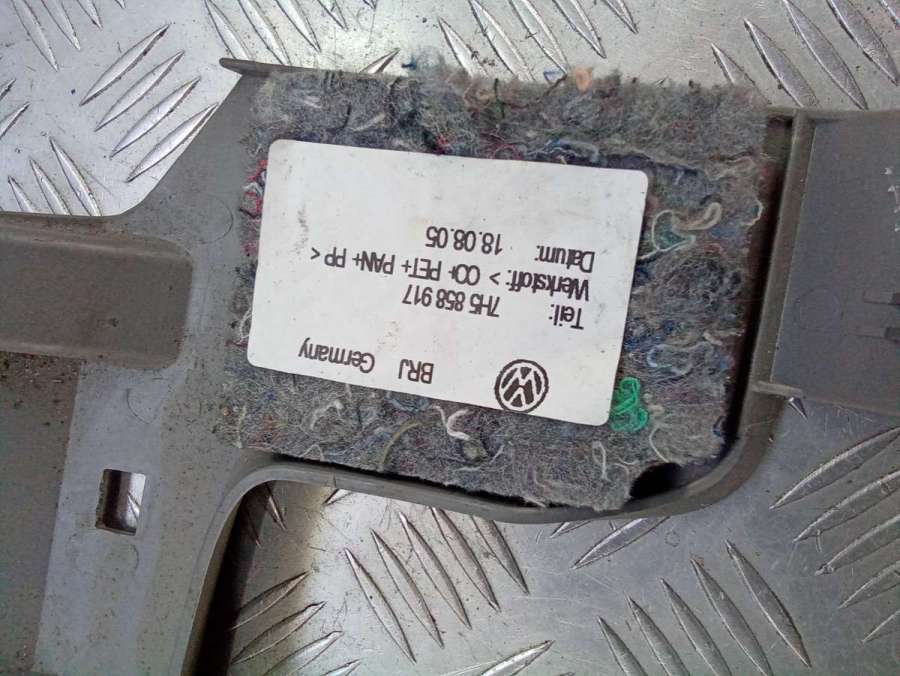 BRJ Germany
Teil: 7H5 858 917
Werkstoff: > CO+ PET+ PAN+ PP <
Datum: 18.08.05